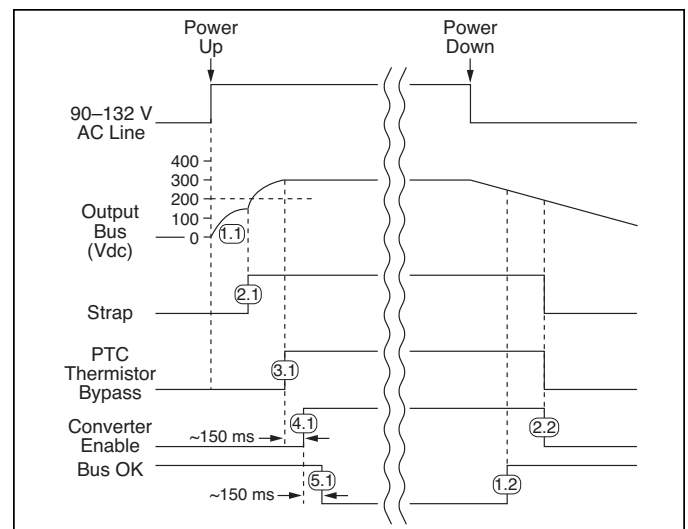 Power
Up
Power
Down
90–132 V
AC Line
400
300
200
100
0
Output
Bus
(Vdc)
1.1
2.1
Strap
PTC
Thermistor
Bypass
3.1
Converter
Enable
~150 ms
4.1
2.2
Bus OK
~150 ms
5.1
1.2